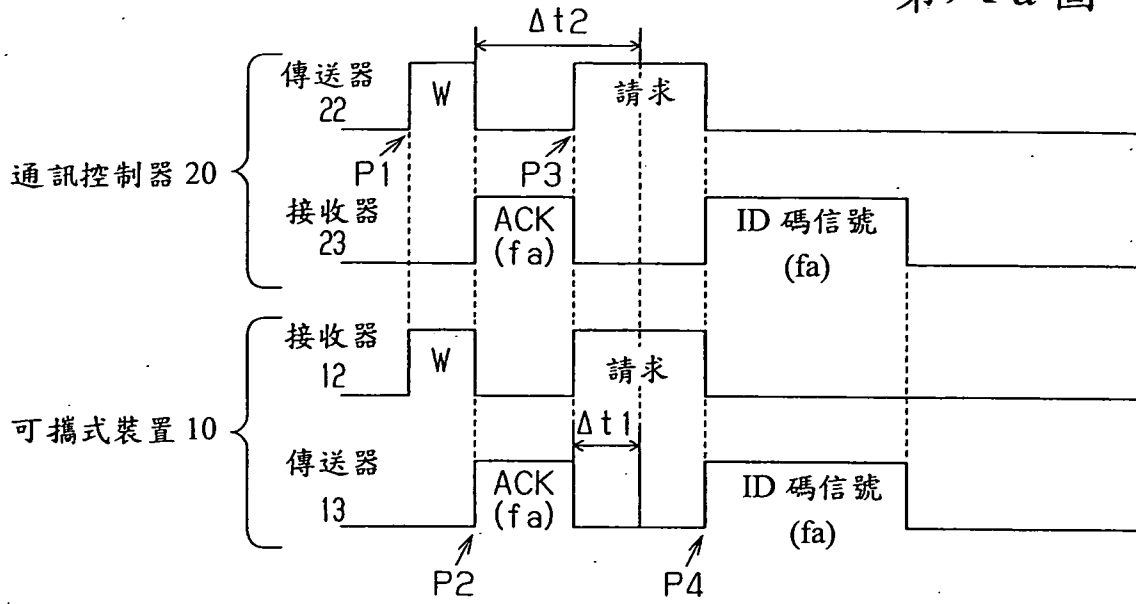 Δt2
傳送器
22
W
請求
P1
P3
通訊控制器 20
接收器
23
ACK
(fa)
ID 碼信號
(fa)
接收器
12
W
請求
可攜式裝置 10
Δt1
傳送器
13
ACK
(fa)
ID 碼信號
(fa)
P2
P4